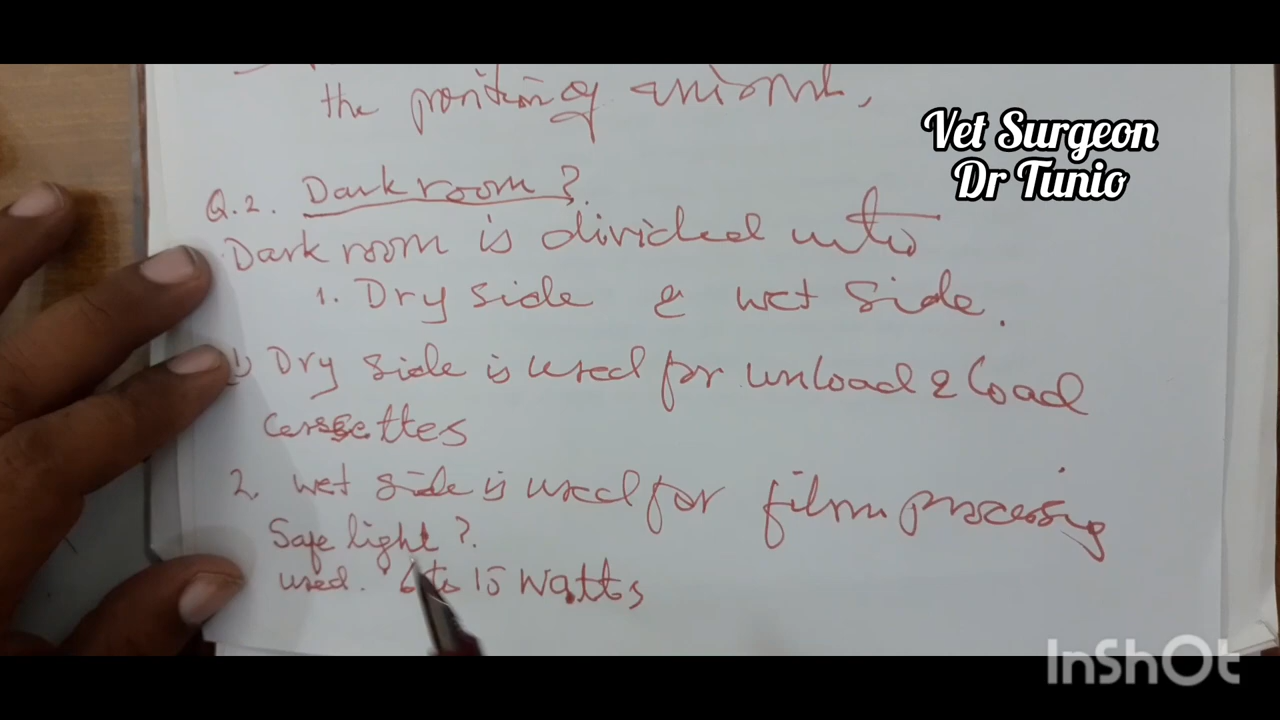 the position of animal.
Vet Surgeon
Dr Tunio
Q.2. Dark room?
Dark room is divided into
1. Dry side & wet side.
1) Dry side is used for unload & load
cassettes
2. wet side is used for film processing
Safe light?
used. 6 to 15 watts
InShOt